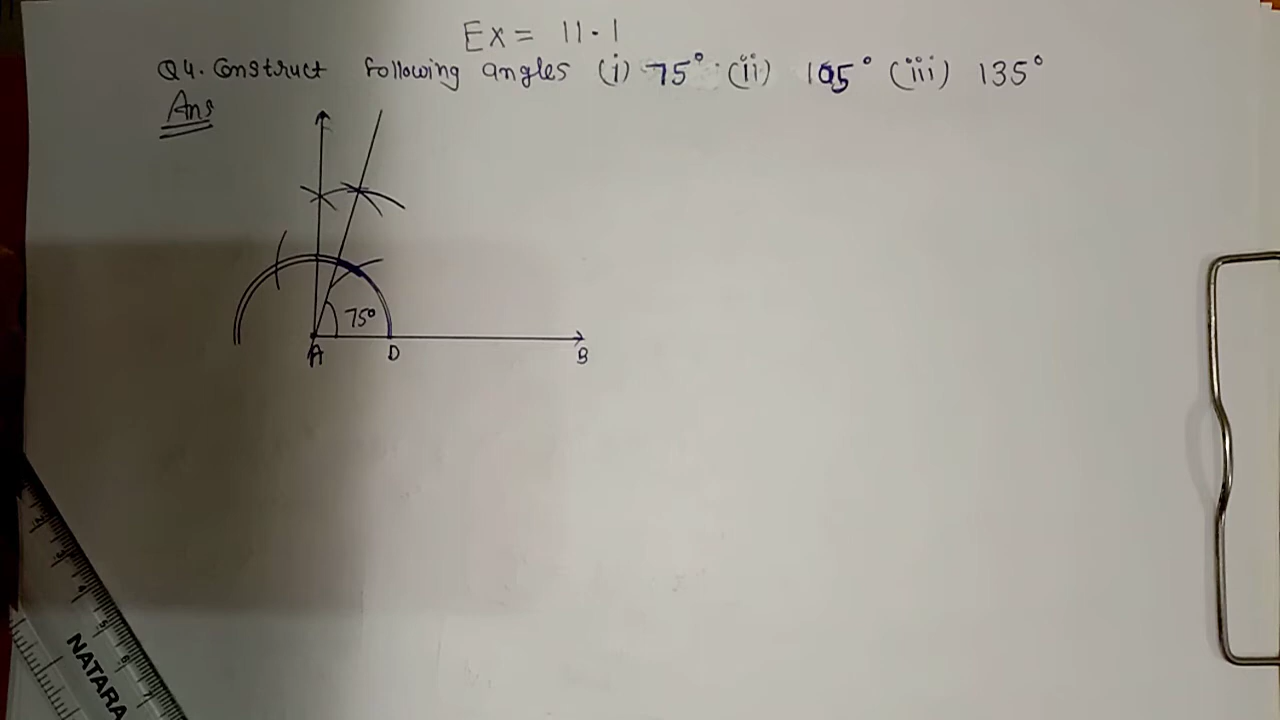 Ex = 11.1
Q4. Construct following angles (i) 75° (ii) 105° (iii) 135°
Ans
75°
A D B
NATARA